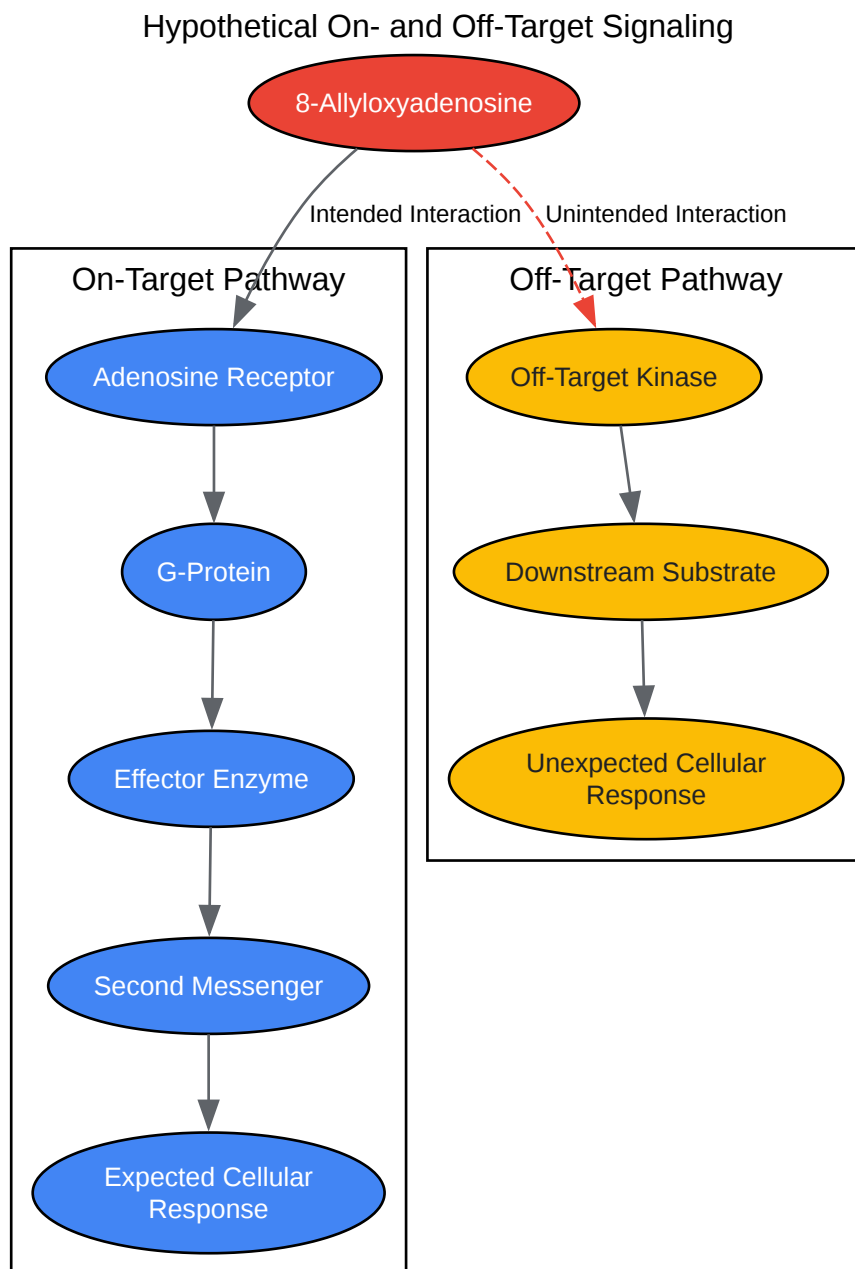 Hypothetical On- and Off-Target Signaling
8-Allyloxyadenosine
Intended Interaction
Unintended Interaction
On-Target Pathway
Adenosine Receptor
G-Protein
Effector Enzyme
Second Messenger
Expected Cellular
Response
Off-Target Pathway
Off-Target Kinase
Downstream Substrate
Unexpected Cellular
Response